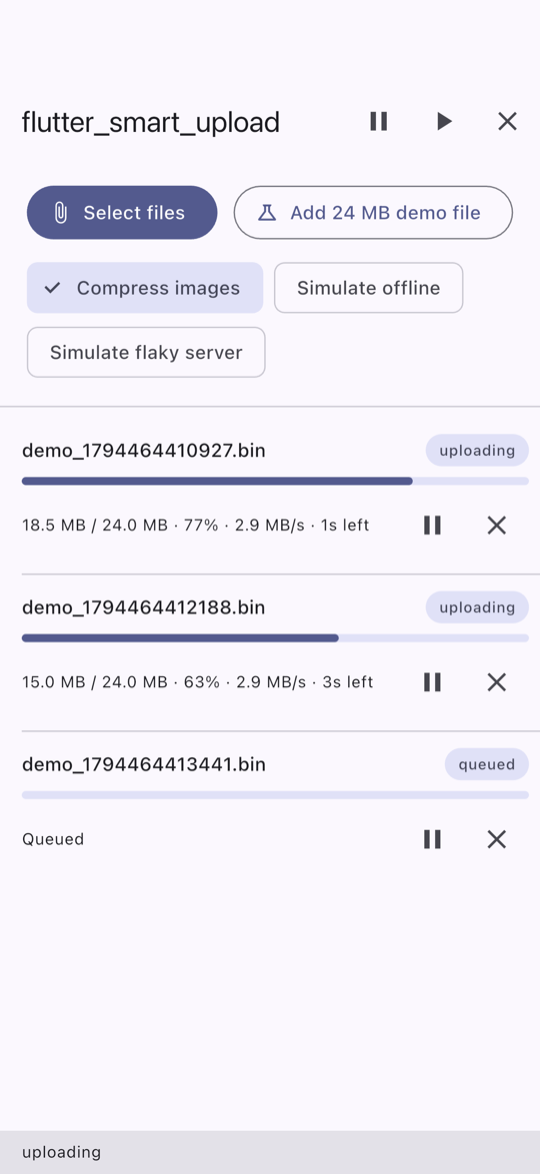 flutter_smart_upload
Select files
Add 24 MB demo file
Compress images
Simulate offline
Simulate flaky server
demo_1794464410927.bin
uploading
18.5 MB / 24.0 MB · 77% · 2.9 MB/s · 1s left
demo_1794464412188.bin
uploading
15.0 MB / 24.0 MB · 63% · 2.9 MB/s · 3s left
demo_1794464413441.bin
queued
Queued
uploading